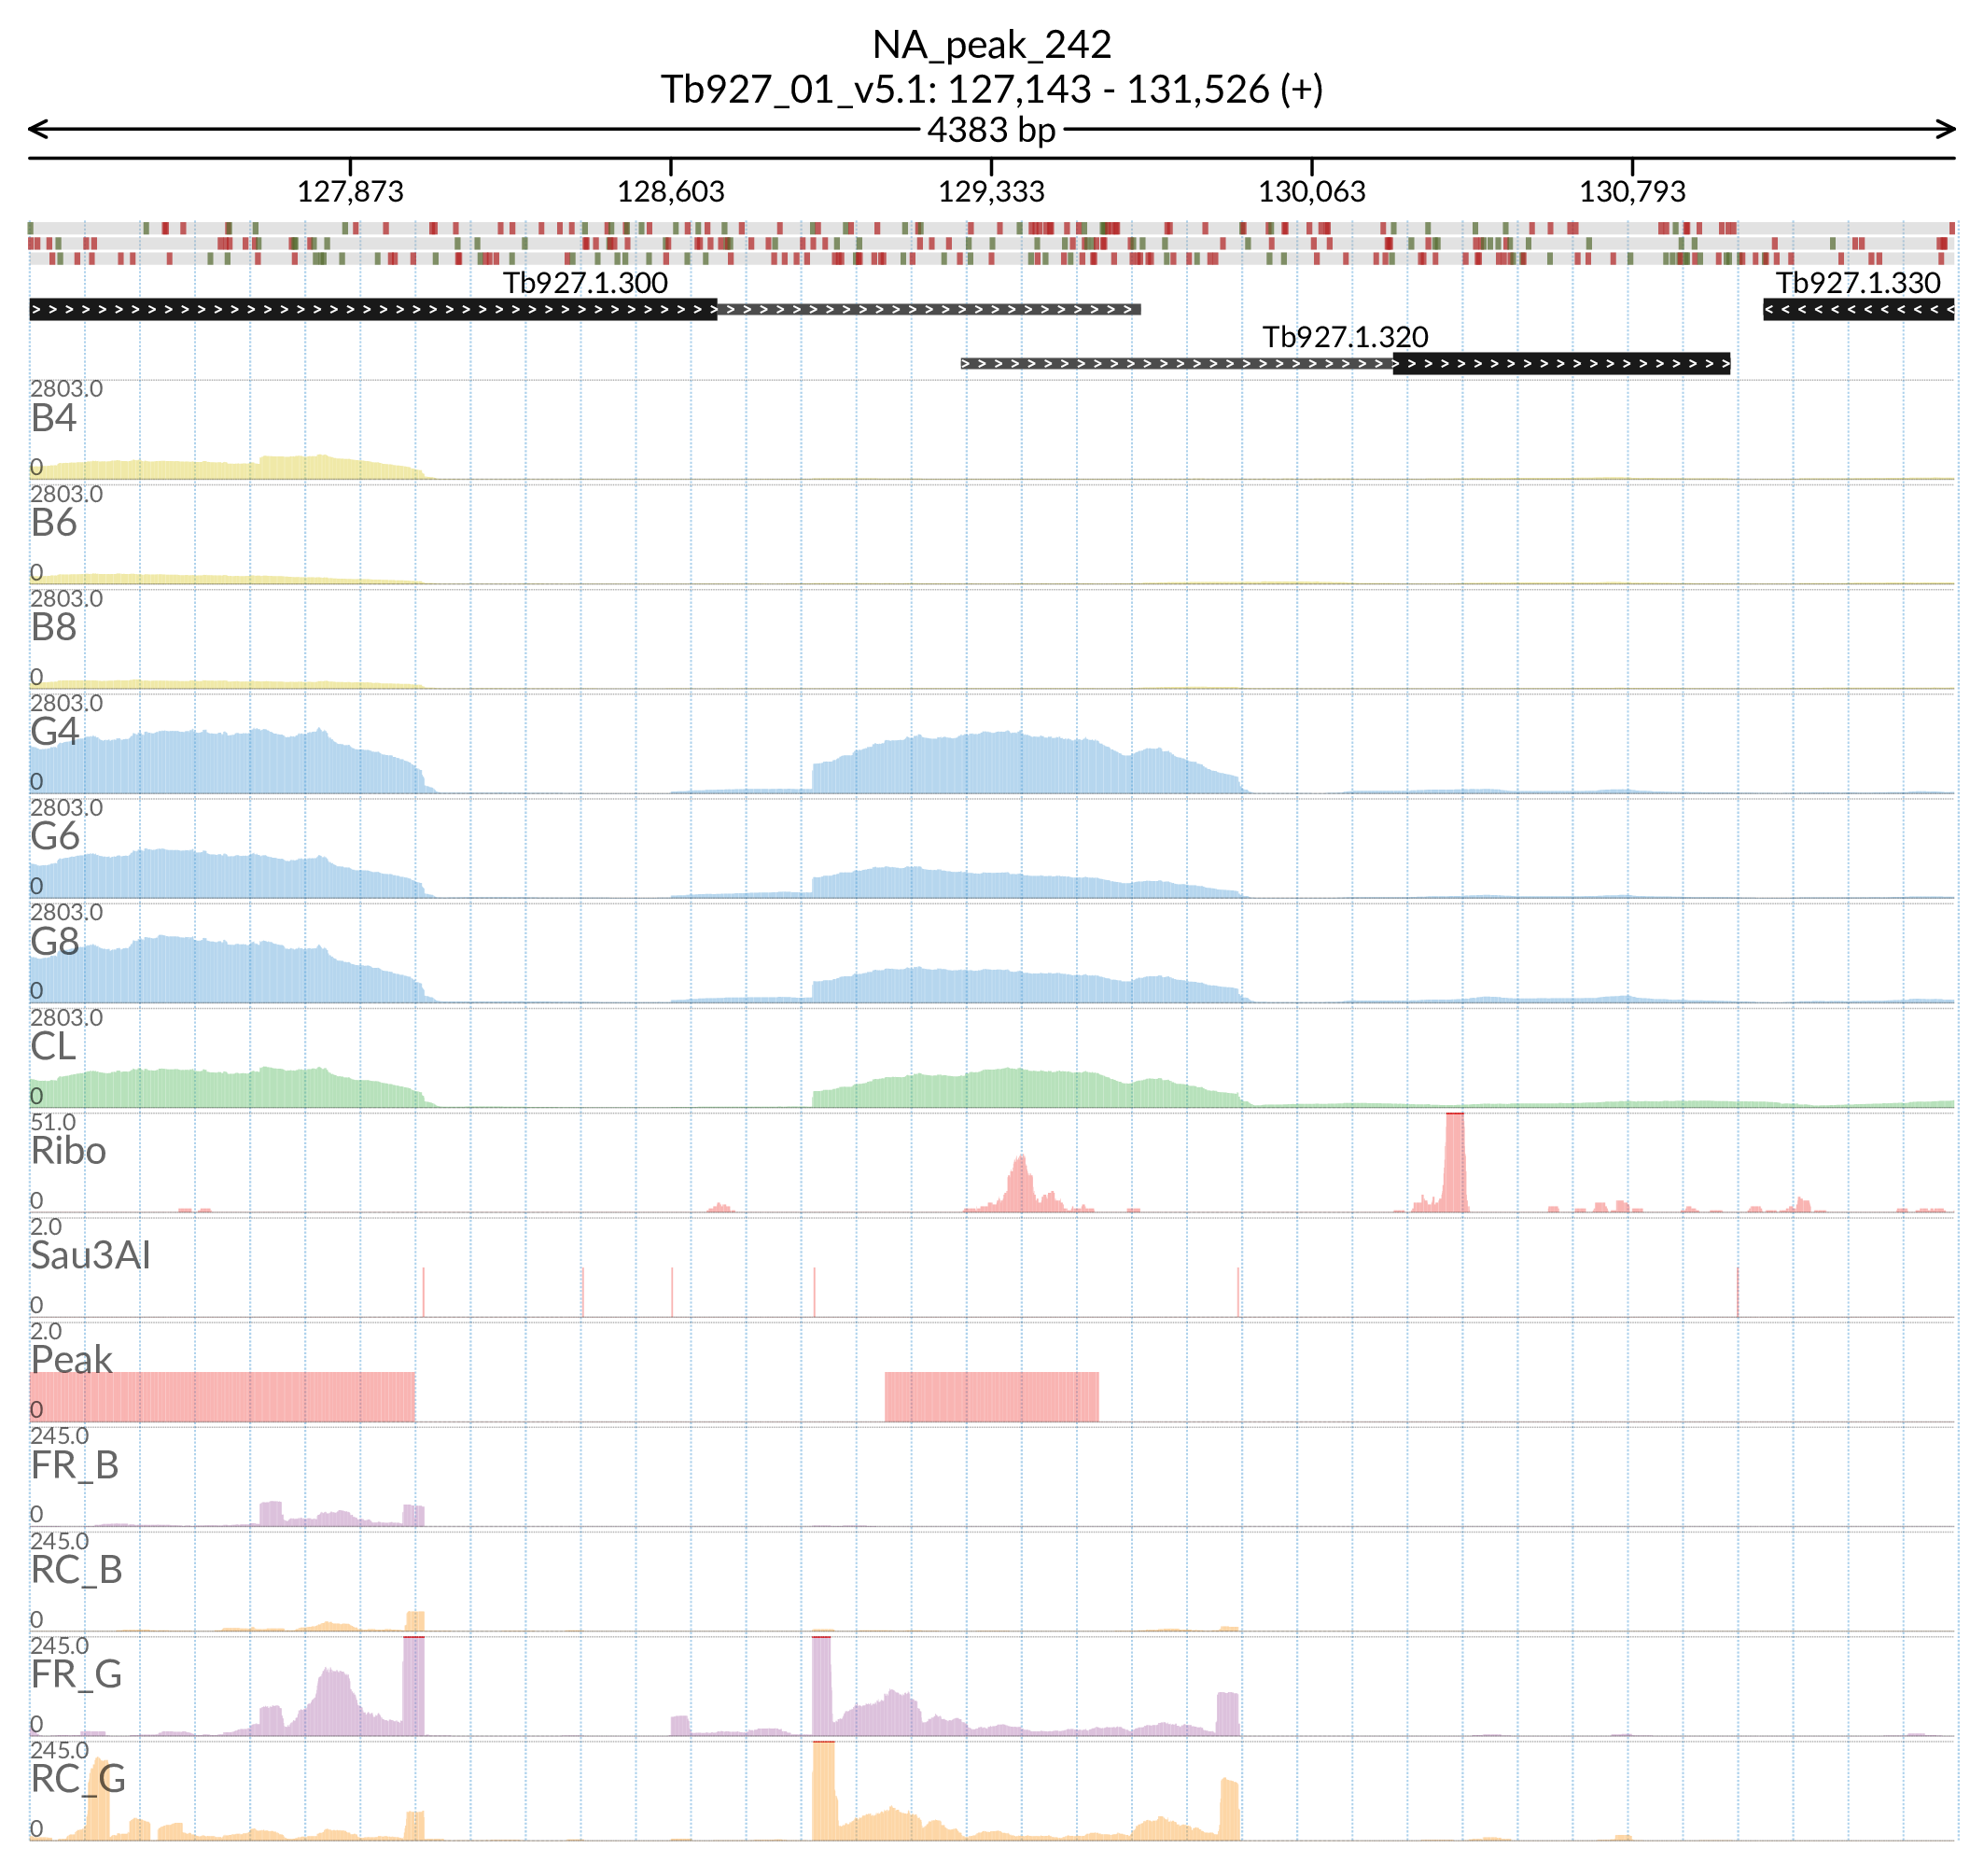 NA_peak_242
Tb927_01_v5.1: 127,143 - 131,526 (+)
4383 bp
127,873 128,603 129,333 130,063 130,793
Tb927.1.300 Tb927.1.330
Tb927.1.320
2803.0
B4
0
2803.0
B6
0
2803.0
B8
0
2803.0
G4
0
2803.0
G6
0
2803.0
G8
0
2803.0
CL
0
51.0
Ribo
0
2.0
Sau3AI
0
2.0
Peak
0
245.0
FR_B
0
245.0
RC_B
0
245.0
FR_G
0
245.0
RC_G
0